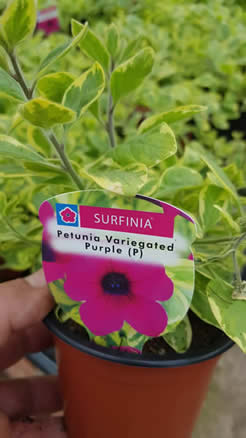 SURFINIA
Petunia Variegated
Purple (P)